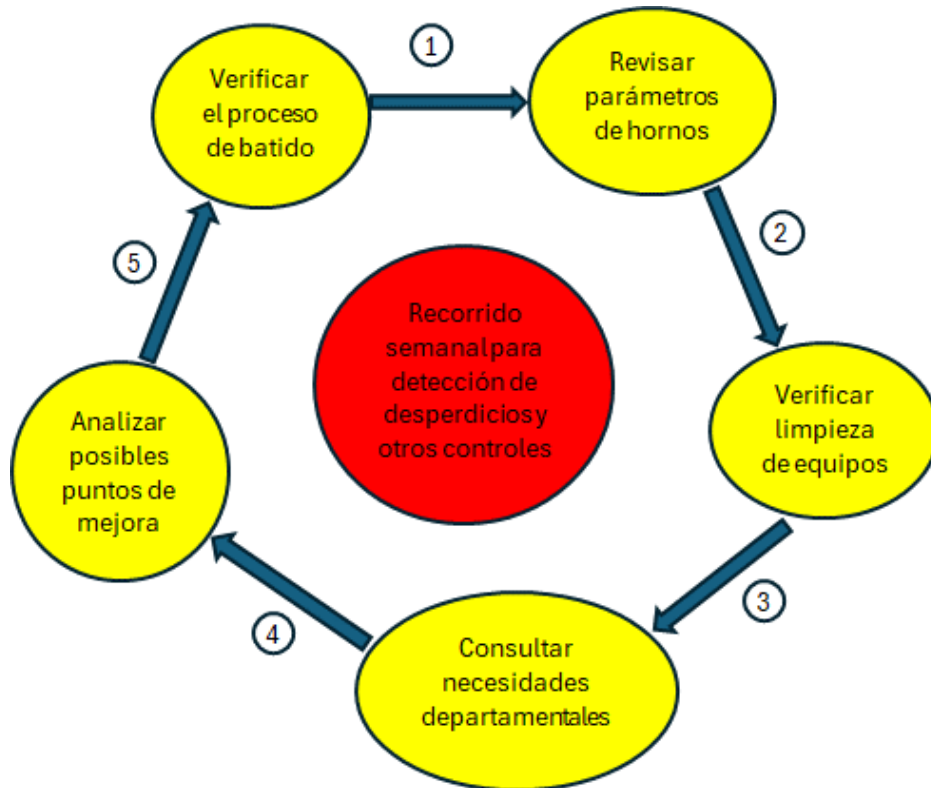 Verificar
el proceso
de batido
1
Revisar
parámetros
de hornos
2
Verificar
limpieza
de equipos
3
Consultar
necesidades
departamentales
4
Analizar
posibles
puntos de
mejora
5
Recorrido
semanal para
detección de
desperdicios y
otros controles